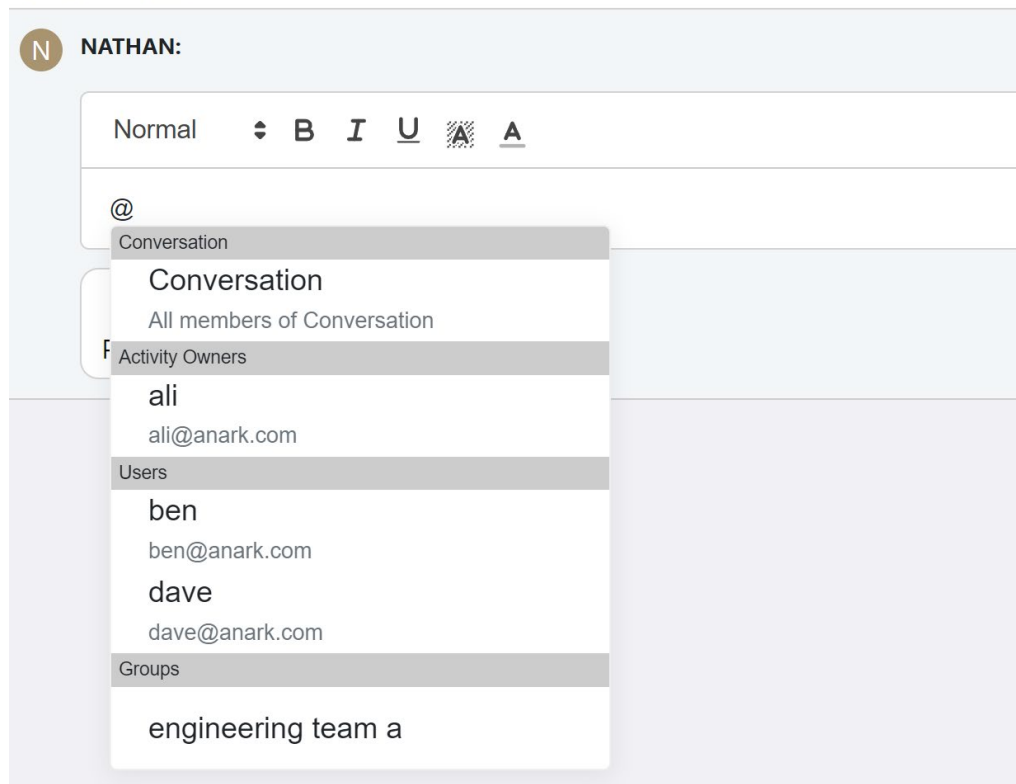 N
NATHAN:
Normal B I U A A
@
Conversation
Conversation
All members of Conversation
Activity Owners
ali
ali@anark.com
Users
ben
ben@anark.com
dave
dave@anark.com
Groups
engineering team a